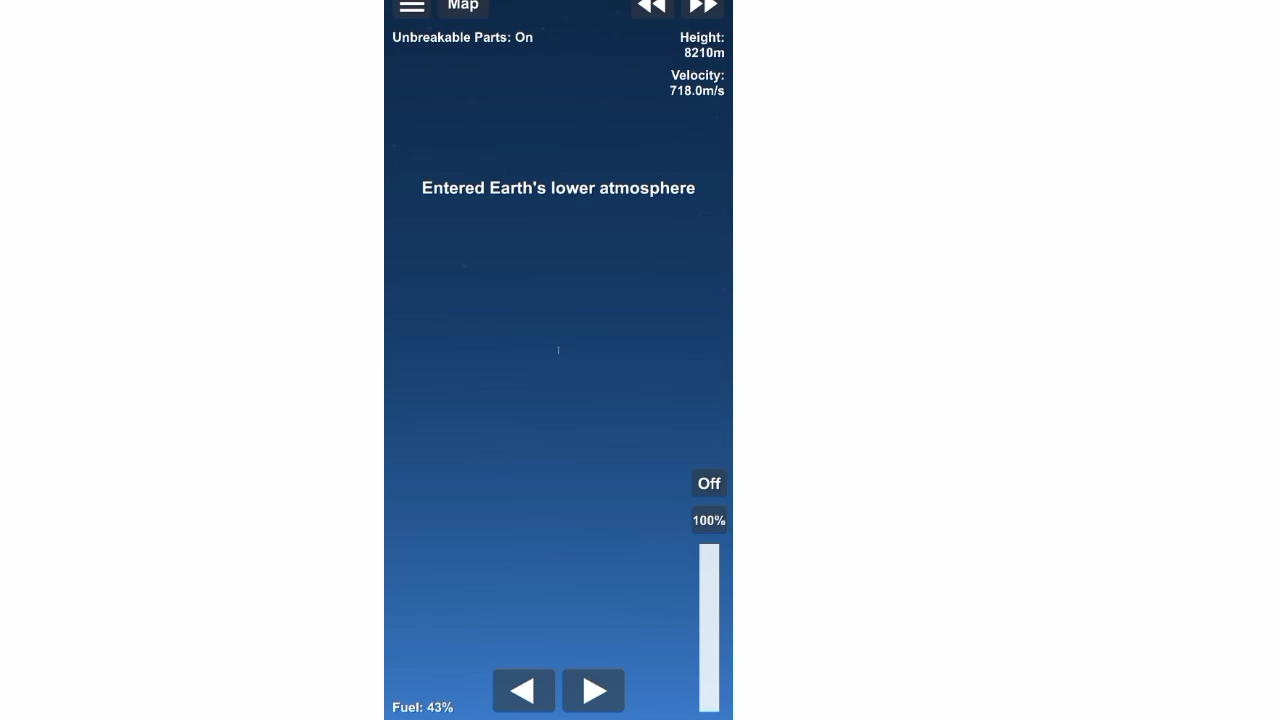 Map
Unbreakable Parts: On
Height:
8210m
Velocity:
718.0m/s
Entered Earth's lower atmosphere
Off
100%
Fuel: 43%